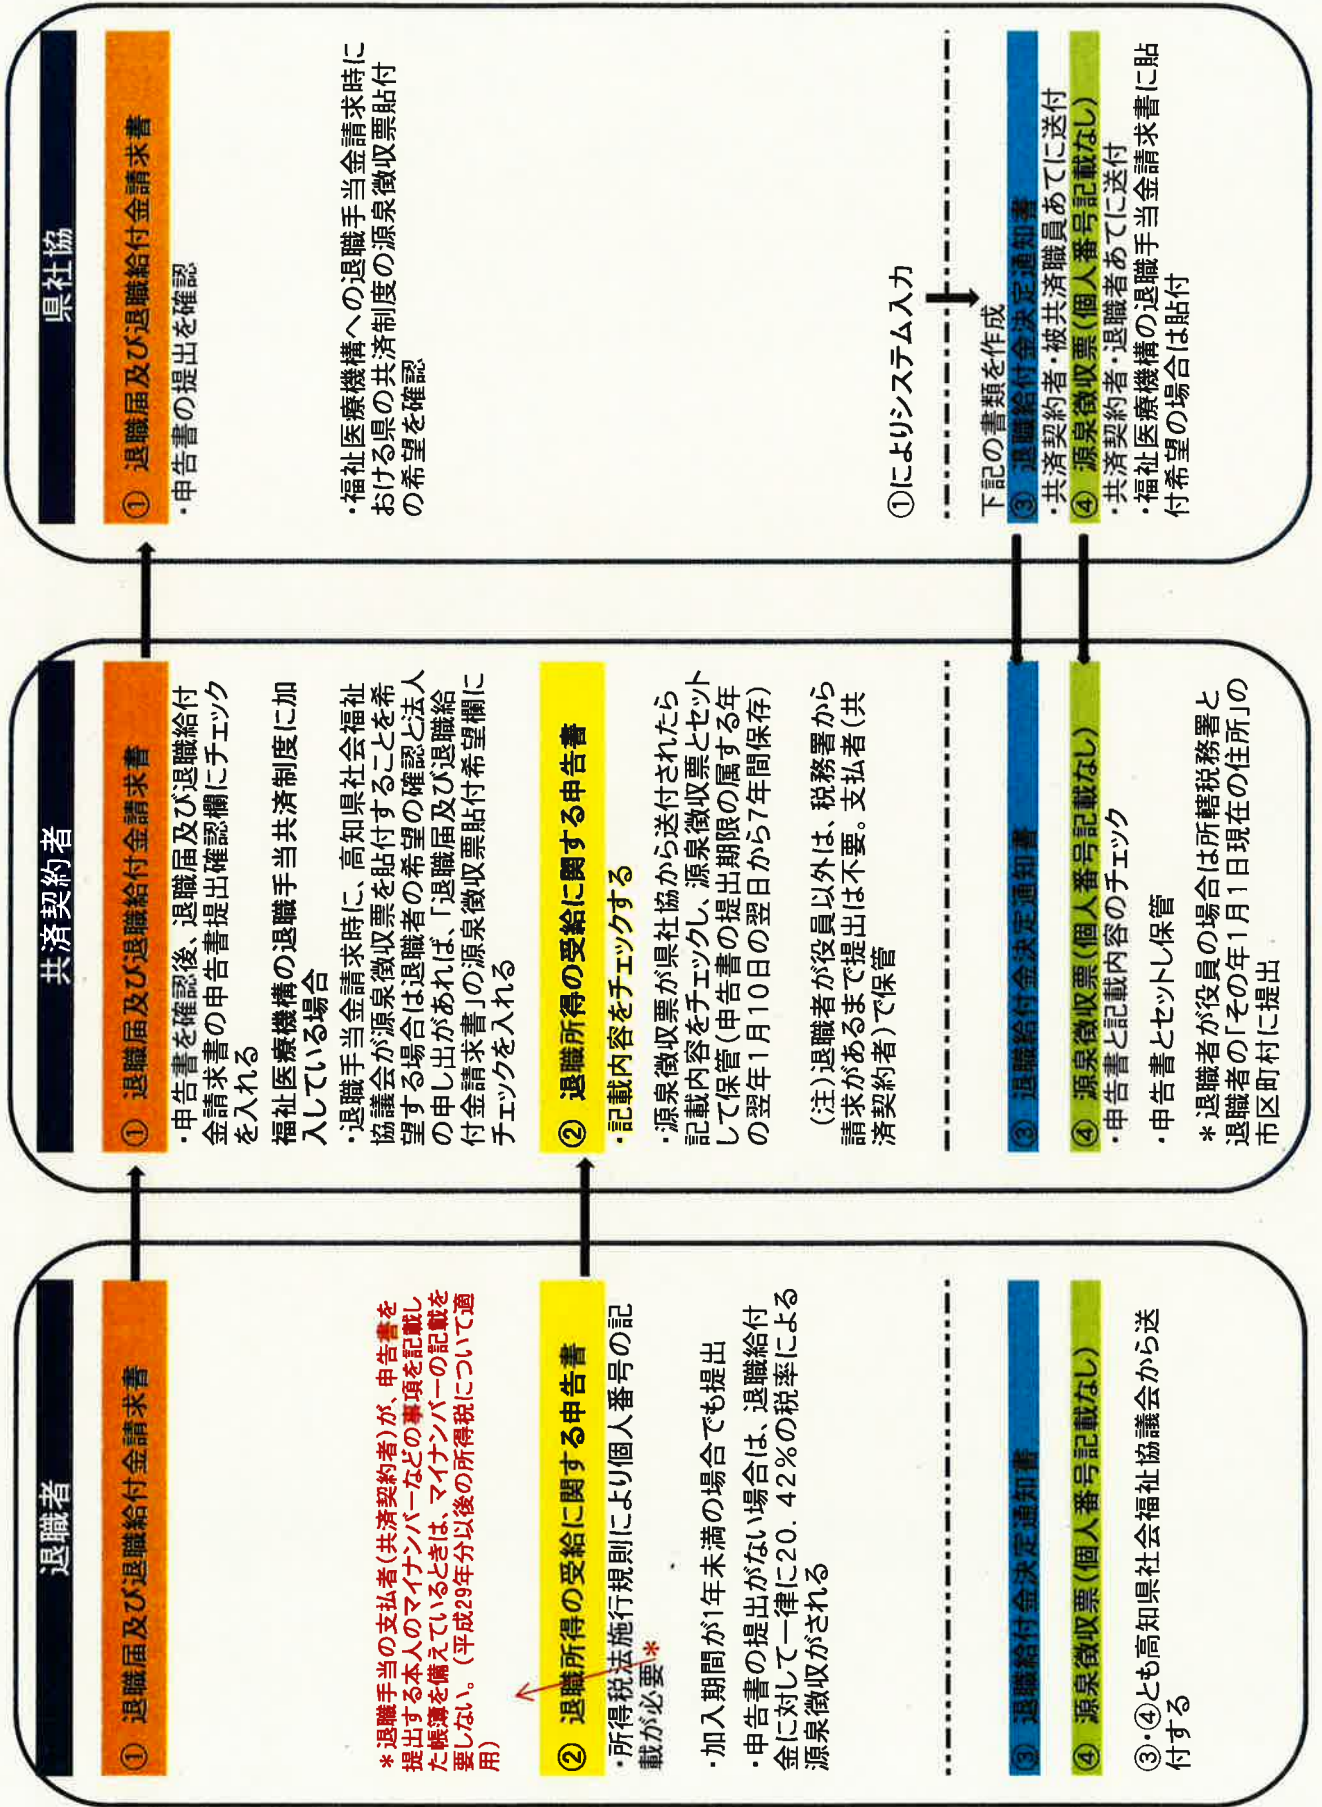 退職者
① 退職届及び退職給付金請求書
*退職手当の支払者(共済契約者)が、申告書を
提出する本人のマイナンバーなどの事項を記載し
た帳簿を備えているときは、マイナンバーの記載を
要しない。(平成29年分以後の所得税について適
用)
② 退職所得の受給に関する申告書
・所得税法施行規則により個人番号の記
載が必要*
・加入期間が1年未満の場合でも提出
・申告書の提出がない場合は、退職給付
金に対して一律に20.42%の税率による
源泉徴収がされる
③ 退職給付金決定通知書
④ 源泉徴収票(個人番号記載なし)
③・④とも高知県社会福祉協議会から送
付する
共済契約者
① 退職届及び退職給付金請求書
・申告書を確認後、退職届及び退職給付
金請求書の申告書提出確認欄にチェック
を入れる
福祉医療機構の退職手当共済制度に加
入している場合
・退職手当金請求時に、高知県社会福祉
協議会が源泉徴収票を貼付することを希
望する場合は退職者の希望の確認と法人
の申し出があれば、「退職届及び退職給
付金請求書」の源泉徴収票貼付希望欄に
チェックを入れる
② 退職所得の受給に関する申告書
・記載内容をチェックする
・源泉徴収票が県社協から送付されたら
記載内容をチェックし、源泉徴収票とセット
して保管(申告書の提出期限の属する年
の翌年1月10日の翌日から7年間保存)
(注)退職者が役員以外は、税務署から
請求があるまで提出は不要。支払者(共
済契約者)で保管
③ 退職給付金決定通知書
④ 源泉徴収票(個人番号記載なし)
・申告書と記載内容のチェック
・申告書とセットし保管
*退職者が役員の場合は所轄税務署と
退職者の「その年1月1日現在の住所」の
市区町村に提出
県社協
① 退職届及び退職給付金請求書
・申告書の提出を確認
・福祉医療機構への退職手当金請求時に
おける県の共済制度の源泉徴収票貼付
の希望を確認
①によりシステム入力
下記の書類を作成
③ 退職給付金決定通知書
・共済契約者・被共済職員あてに送付
④ 源泉徴収票(個人番号記載なし)
・共済契約者・退職者あてに送付
・福祉医療機構の退職手当金請求書に貼
付希望の場合は貼付